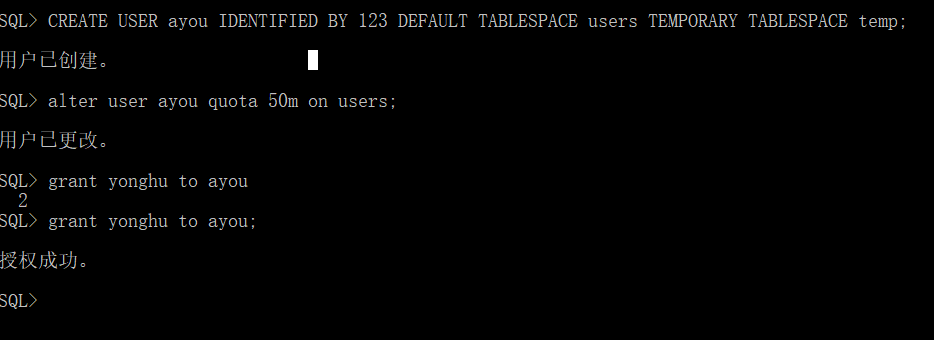 SQL> CREATE USER ayou IDENTIFIED BY 123 DEFAULT TABLESPACE users TEMPORARY TABLESPACE temp;
用户已创建。
SQL> alter user ayou quota 50m on users;
用户已更改。
SQL> grant yonghu to ayou
2
SQL> grant yonghu to ayou;
授权成功。
SQL>